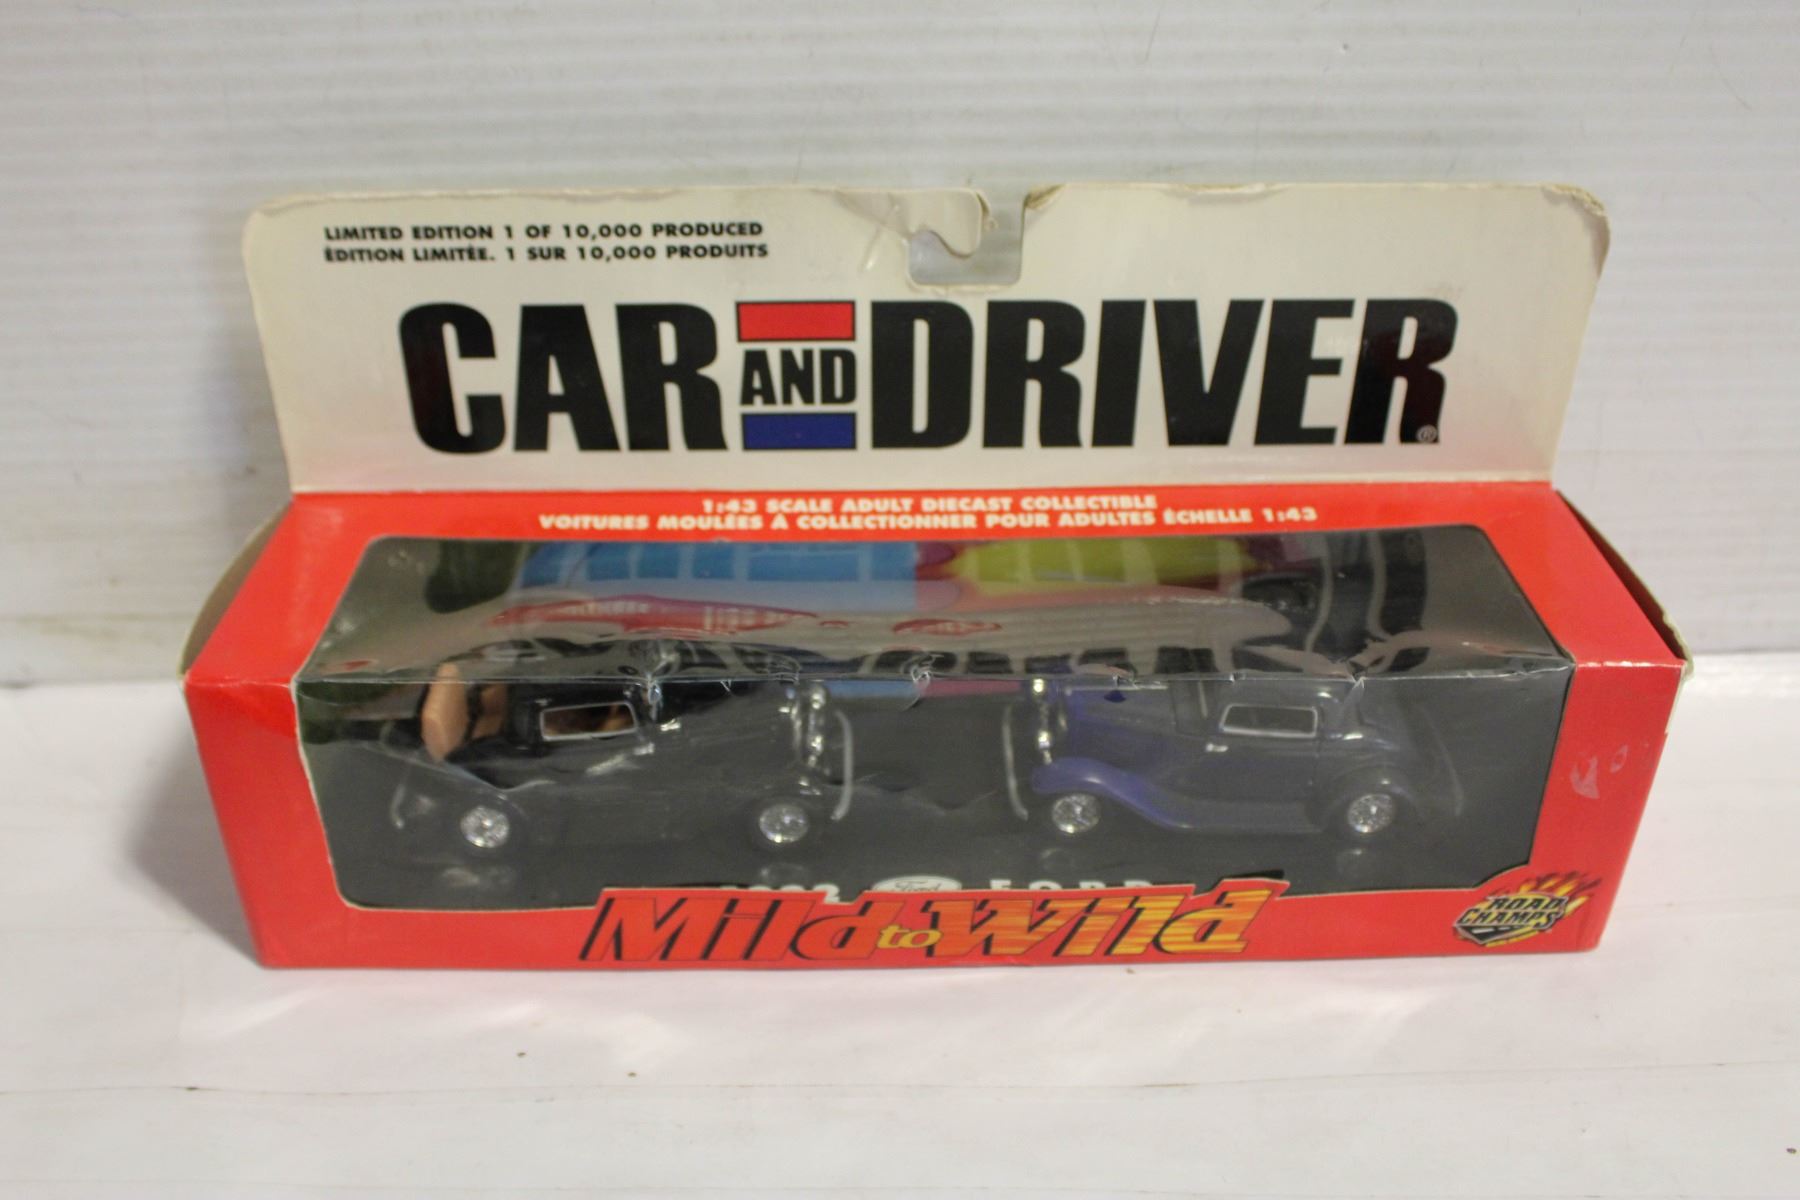 LIMITED EDITION 1 OF 10,000 PRODUCED
ÉDITION LIMITÉE. 1 SUR 10,000 PRODUITS
CAR AND DRIVER®
1:43 SCALE ADULT DIECAST COLLECTIBLE
VOITURES MOULÉES À COLLECTIONNER POUR ADULTES ÉCHELLE 1:43
Ford FORD
Mild to Wild
ROAD
CHAMPS